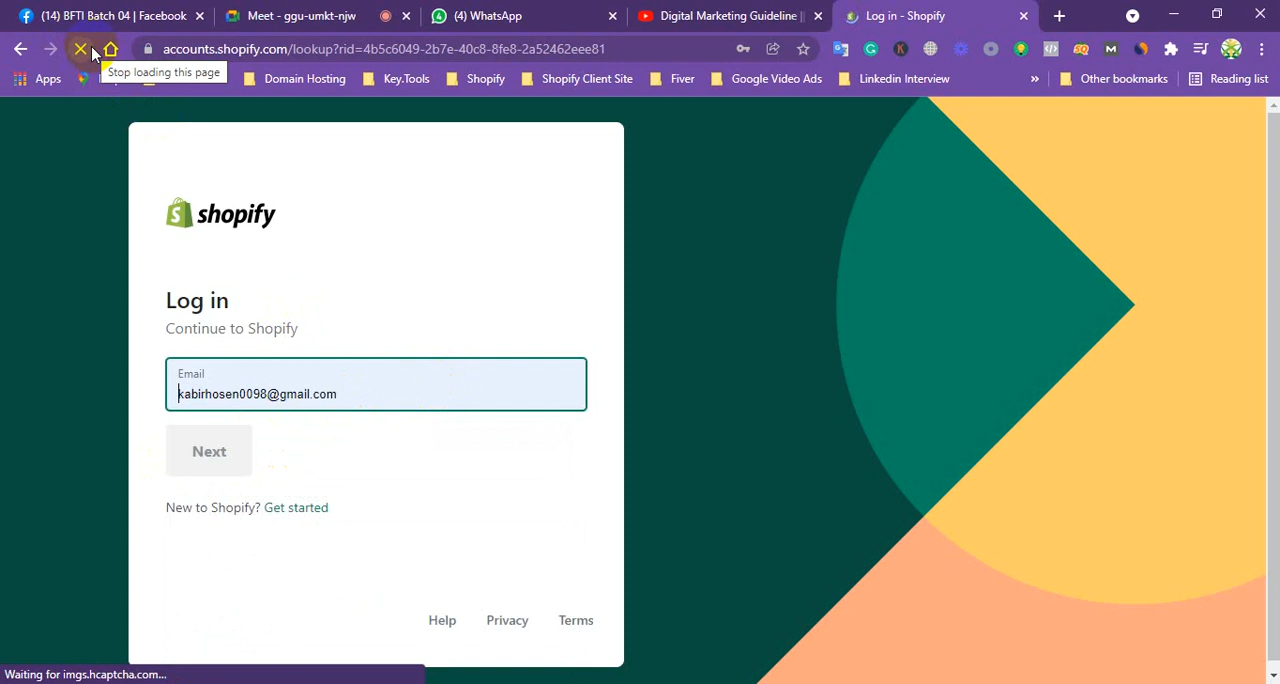 (14) BFTI Batch 04 | Facebook
Meet - ggu-umkt-njw
(4) WhatsApp
Digital Marketing Guideline ||
Log in - Shopify
accounts.shopify.com/lookup?rid=4b5c6049-2b7e-40c8-8fe8-2a52462eee81
Stop loading this page
Apps
Domain Hosting
Key.Tools
Shopify
Shopify Client Site
Fiver
Google Video Ads
Linkedin Interview
Other bookmarks
Reading list
shopify
Log in
Continue to Shopify
Email
kabirhosen0098@gmail.com
Next
New to Shopify? Get started
Help Privacy Terms
Waiting for imgs.hcaptcha.com...